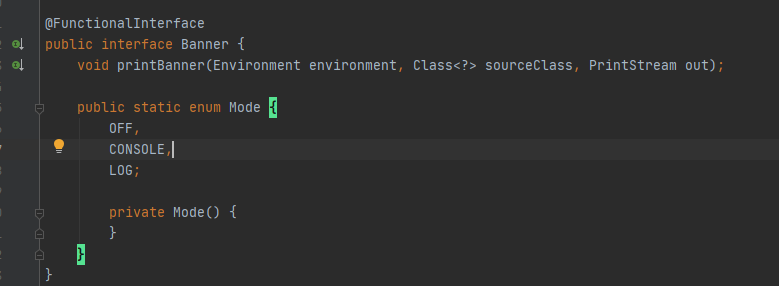 @FunctionalInterface
public interface Banner {
void printBanner(Environment environment, Class<?> sourceClass, PrintStream out);
public static enum Mode {
OFF,
CONSOLE,
LOG;
private Mode() {
}
}
}